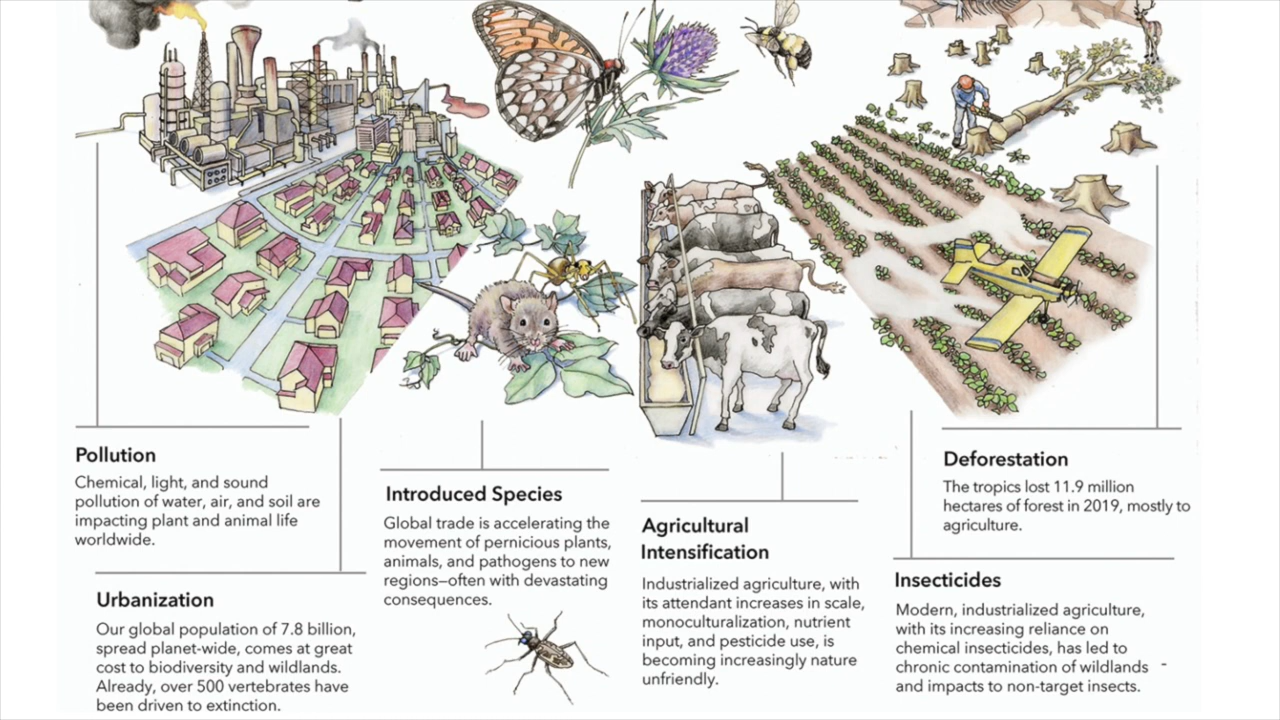 Pollution
Chemical, light, and sound
pollution of water, air, and soil are
impacting plant and animal life
worldwide.
Urbanization
Our global population of 7.8 billion,
spread planet-wide, comes at great
cost to biodiversity and wildlands.
Already, over 500 vertebrates have
been driven to extinction.
Introduced Species
Global trade is accelerating the
movement of pernicious plants,
animals, and pathogens to new
regions—often with devastating
consequences.
Agricultural
Intensification
Industrialized agriculture, with
its attendant increases in scale,
monoculturalization, nutrient
input, and pesticide use, is
becoming increasingly nature
unfriendly.
Deforestation
The tropics lost 11.9 million
hectares of forest in 2019, mostly to
agriculture.
Insecticides
Modern, industrialized agriculture,
with its increasing reliance on
chemical insecticides, has led to
chronic contamination of wildlands
and impacts to non-target insects.